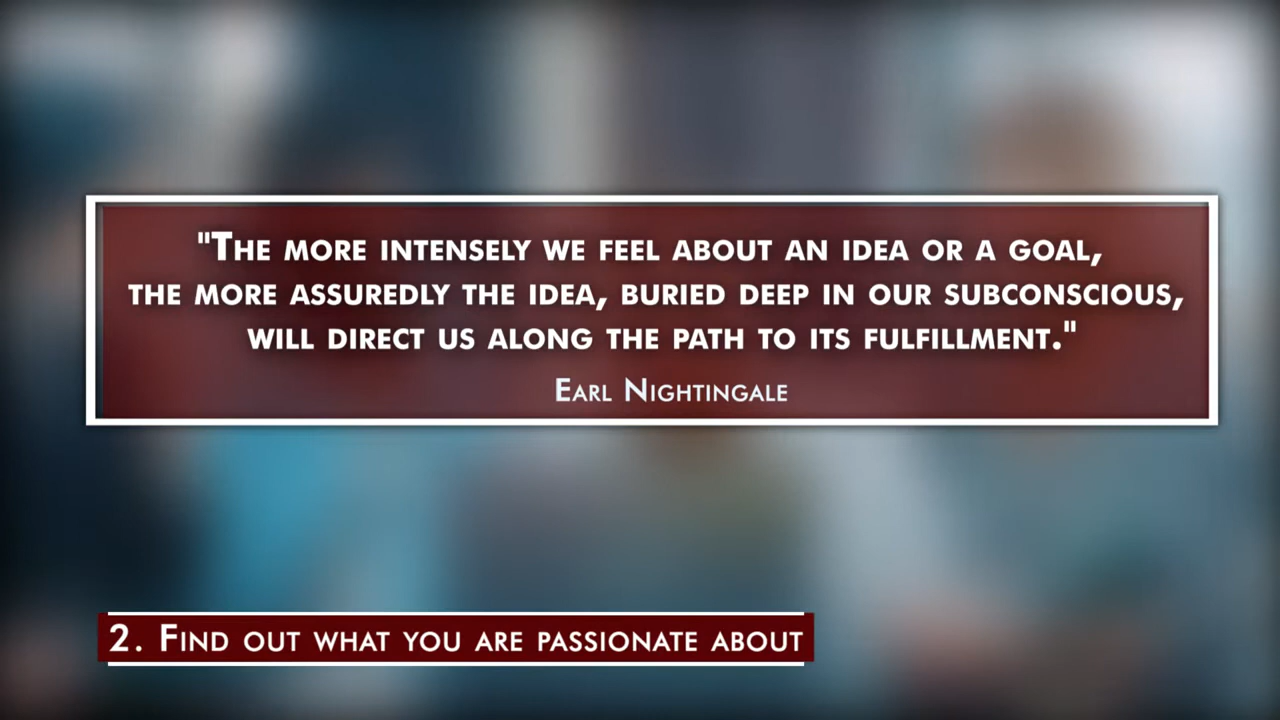 "The more intensely we feel about an idea or a goal,
the more assuredly the idea, buried deep in our subconscious,
will direct us along the path to its fulfillment."
Earl Nightingale
2. Find out what you are passionate about